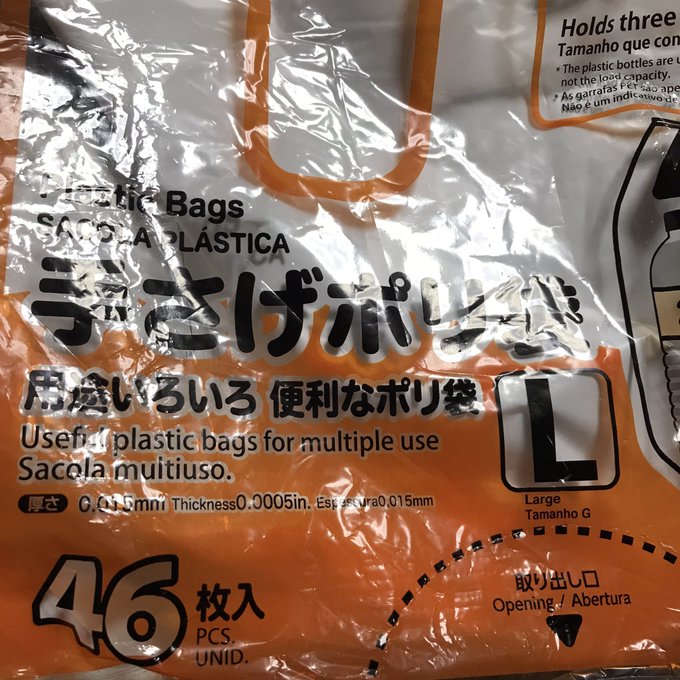 Holds three
Tamanho que com
* The plastic bottles are u
not the load capacity.
* As garrafas PET são ape
Não é um indicativo de
Plastic Bags
SACOLA PLÁSTICA
手さげポリ袋
用途いろいろ 便利なポリ袋
Useful plastic bags for multiple use
Sacola multiuso.
L
Large
Tamanho G
厚さ 0.015mm Thickness0.0005in. Espessura0.015mm
46枚入
PCS.
UNID.
取り出し口
Opening / Abertura